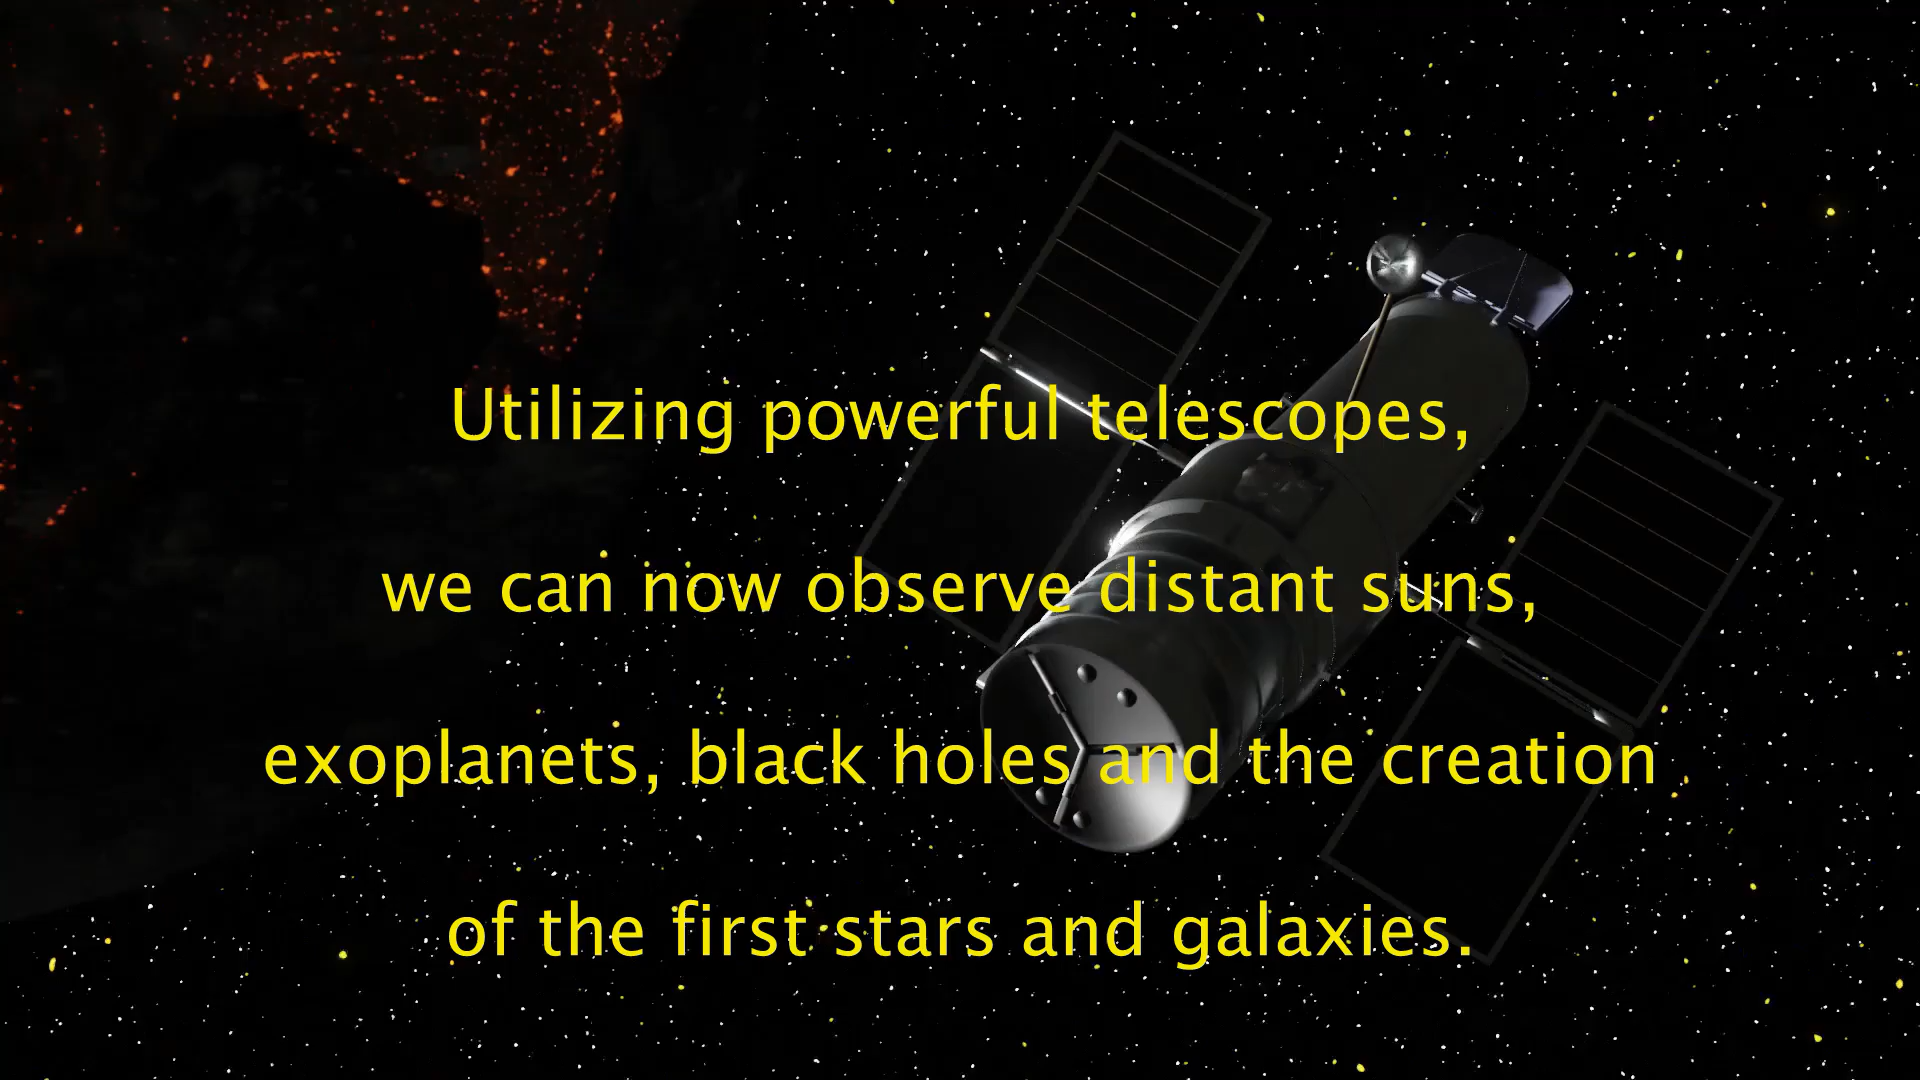 Utilizing powerful telescopes,
we can now observe distant suns,
exoplanets, black holes and the creation
of the first stars and galaxies.